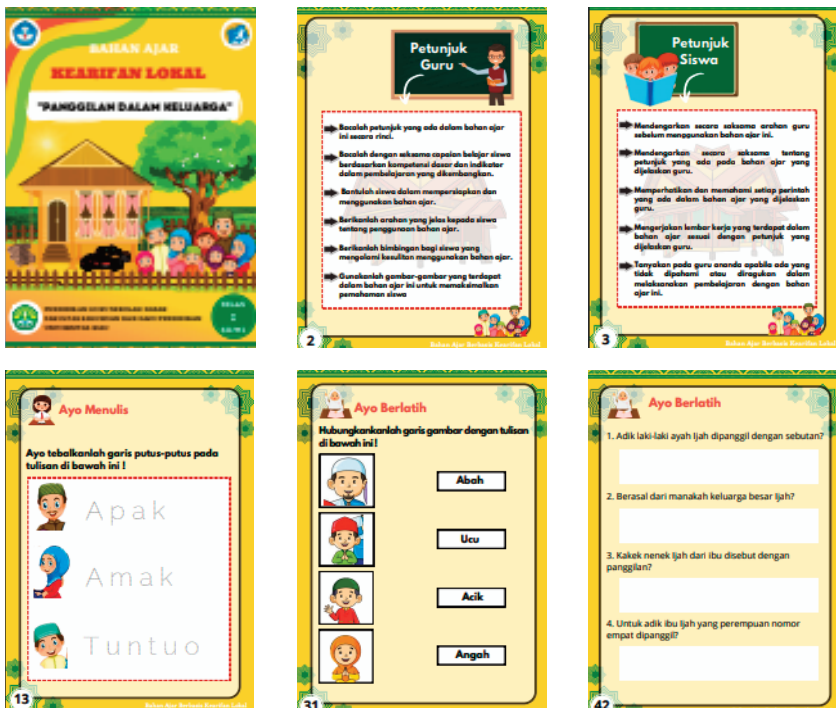 BAHAN AJAR
KEARIFAN LOKAL
"PANGGILAN DALAM KELUARGA"
KELAS
I
SD/MI
UNIVERSITAS RIAU
Petunjuk
Guru
Bacalah petunjuk yang ada dalam bahan ajar
ini secara rinci.
Bacalah dengan seksama capaian belajar siswa
berdasarkan kompetensi dasar dan indikator
dalam pembelajaran yang dikembangkan.
Bantulah siswa dalam mempersiapkan dan
menggunakan bahan ajar.
Berikanlah arahan yang jelas kepada siswa
tentang penggunaan bahan ajar.
Berikanlah bimbingan bagi siswa yang
mengalami kesulitan menggunakan bahan ajar.
Gunakanlah gambar-gambar yang terdapat
dalam bahan ajar ini untuk memaksimalkan
pemahaman siswa
2
Bahan Ajar Berbasis Kearifan Lokal
Petunjuk
Siswa
Mendengarkan secara saksama arahan guru
sebelum menggunakan bahan ajar ini.
Mendengarkan secara saksama tentang
petunjuk yang ada pada bahan ajar yang
dijelaskan guru.
Memperhatikan dan memahami setiap perintah
yang ada dalam bahan ajar yang dijelaskan
guru.
Mengerjakan lembar kerja yang terdapat dalam
bahan ajar sesuai dengan petunjuk yang
dijelaskan guru.
Tanyakan pada guru ananda apabila ada yang
tidak dipahami atau diragukan dalam
melaksanakan pembelajaran dengan bahan
ajar ini.
3
Bahan Ajar Berbasis Kearifan Lokal
Ayo Menulis
Ayo tebalkanlah garis putus-putus pada
tulisan di bawah ini !
Apak
Amak
Tuntuo
13
Bahan Ajar Berbasis Kearifan Lokal
Ayo Berlatih
Hubungkankanlah garis gambar dengan tulisan
di bawah ini !
Abah
Ucu
Acik
Angah
31
Ayo Berlatih
1. Adik laki-laki ayah Ijah dipanggil dengan sebutan?
2. Berasal dari manakah keluarga besar Ijah?
3. Kakek nenek Ijah dari ibu disebut dengan
panggilan?
4. Untuk adik ibu Ijah yang perempuan nomor
empat dipanggil?
42